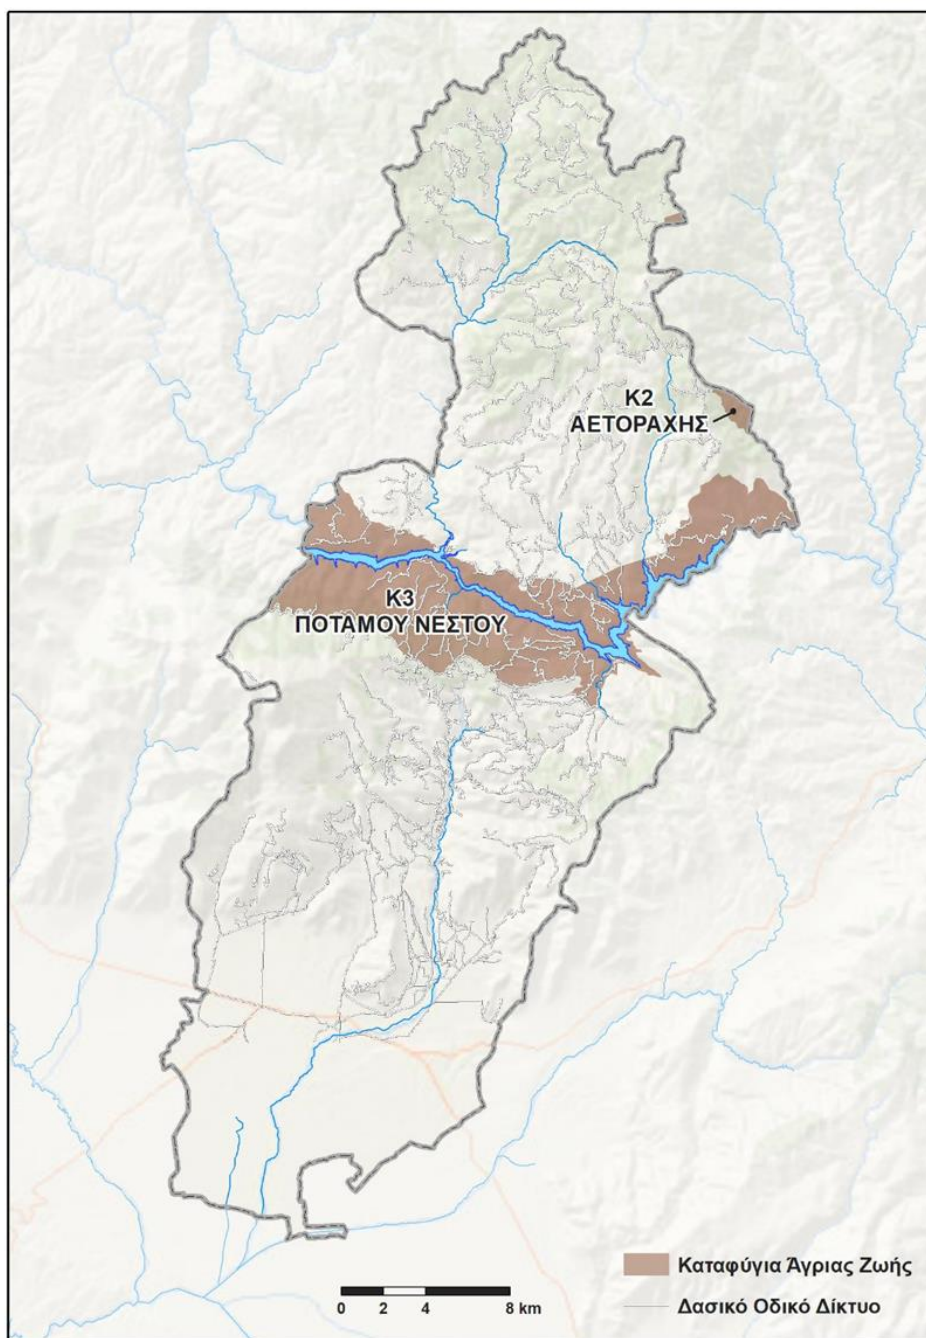 Κ2
ΑΕΤΟΡΑΧΗΣ
Κ3
ΠΟΤΑΜΟΥ ΝΕΣΤΟΥ
Καταφύγια Άγριας Ζωής
Δασικό Οδικό Δίκτυο
0 2 4 8 km